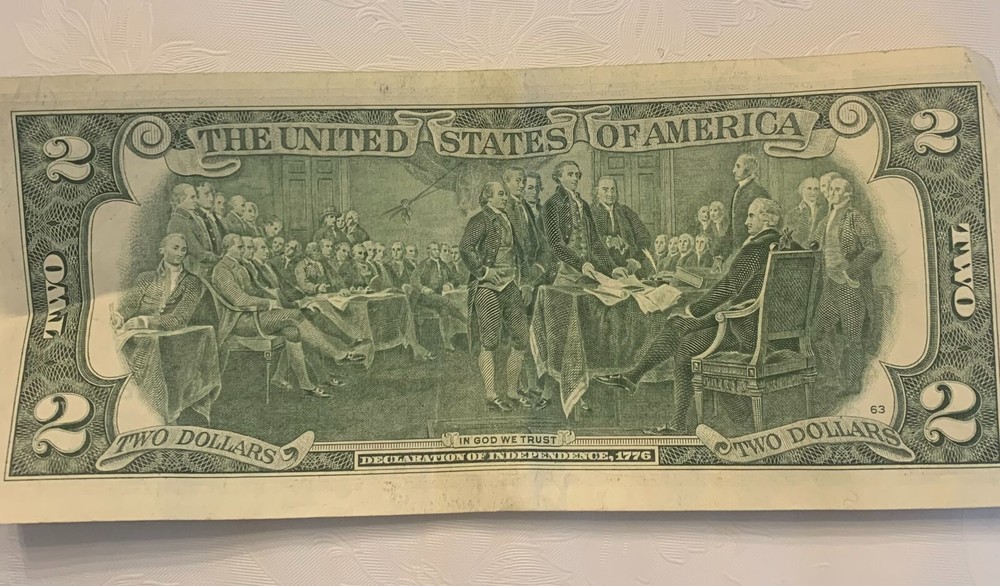 THE UNITED STATES OF AMERICA
2
2
TWO
TWO
2
2
63
TWO DOLLARS
IN GOD WE TRUST
TWO DOLLARS
DECLARATION OF INDEPENDENCE, 1776